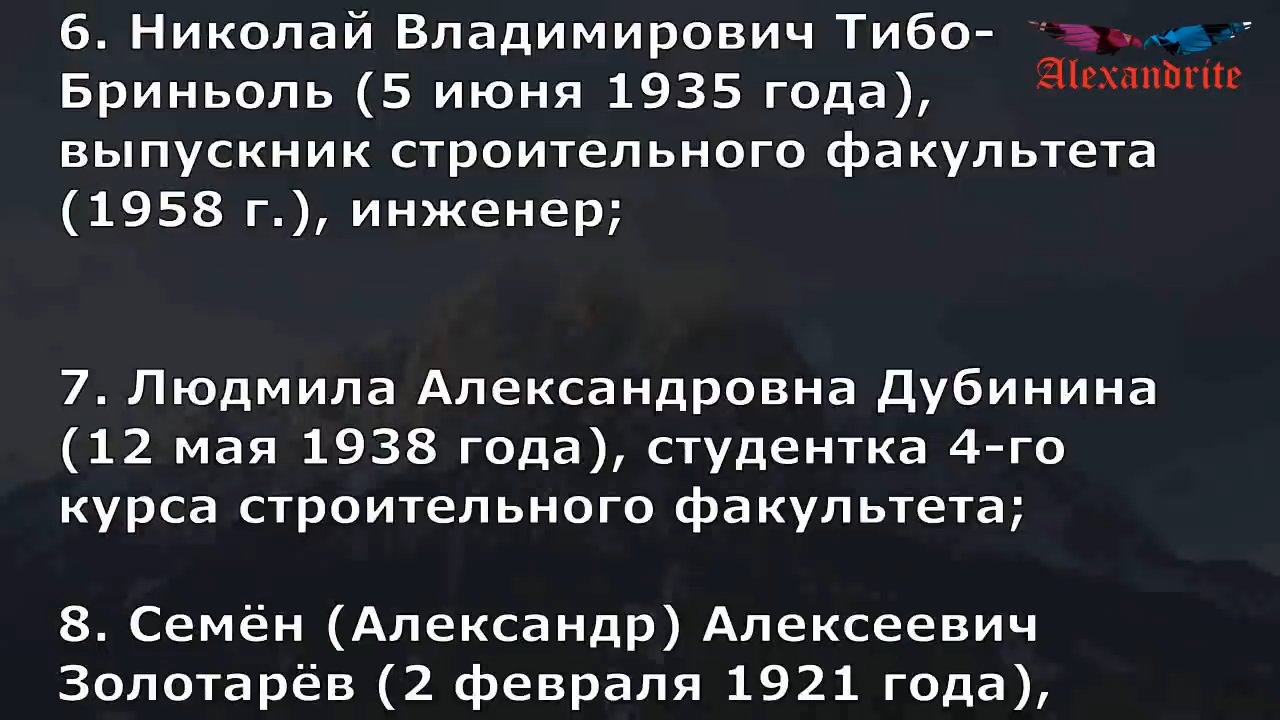 6. Николай Владимирович Тибо-
Бриньоль (5 июня 1935 года),
выпускник строительного факультета
(1958 г.), инженер;
7. Людмила Александровна Дубинина
(12 мая 1938 года), студентка 4-го
курса строительного факультета;
8. Семён (Александр) Алексеевич
Золотарёв (2 февраля 1921 года),
Alexandrite